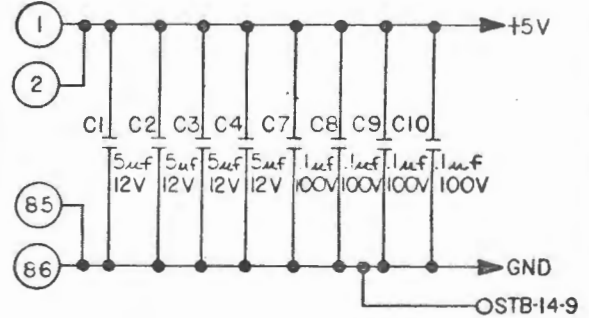 1
+5V
2
C1 C2 C3 C4 C7 C8 C9 C10
5uf 5uf 5uf 5uf .1uf .1uf .1uf .1uf
12V 12V 12V 12V 100V 100V 100V 100V
85
86
GND
STB-14-9